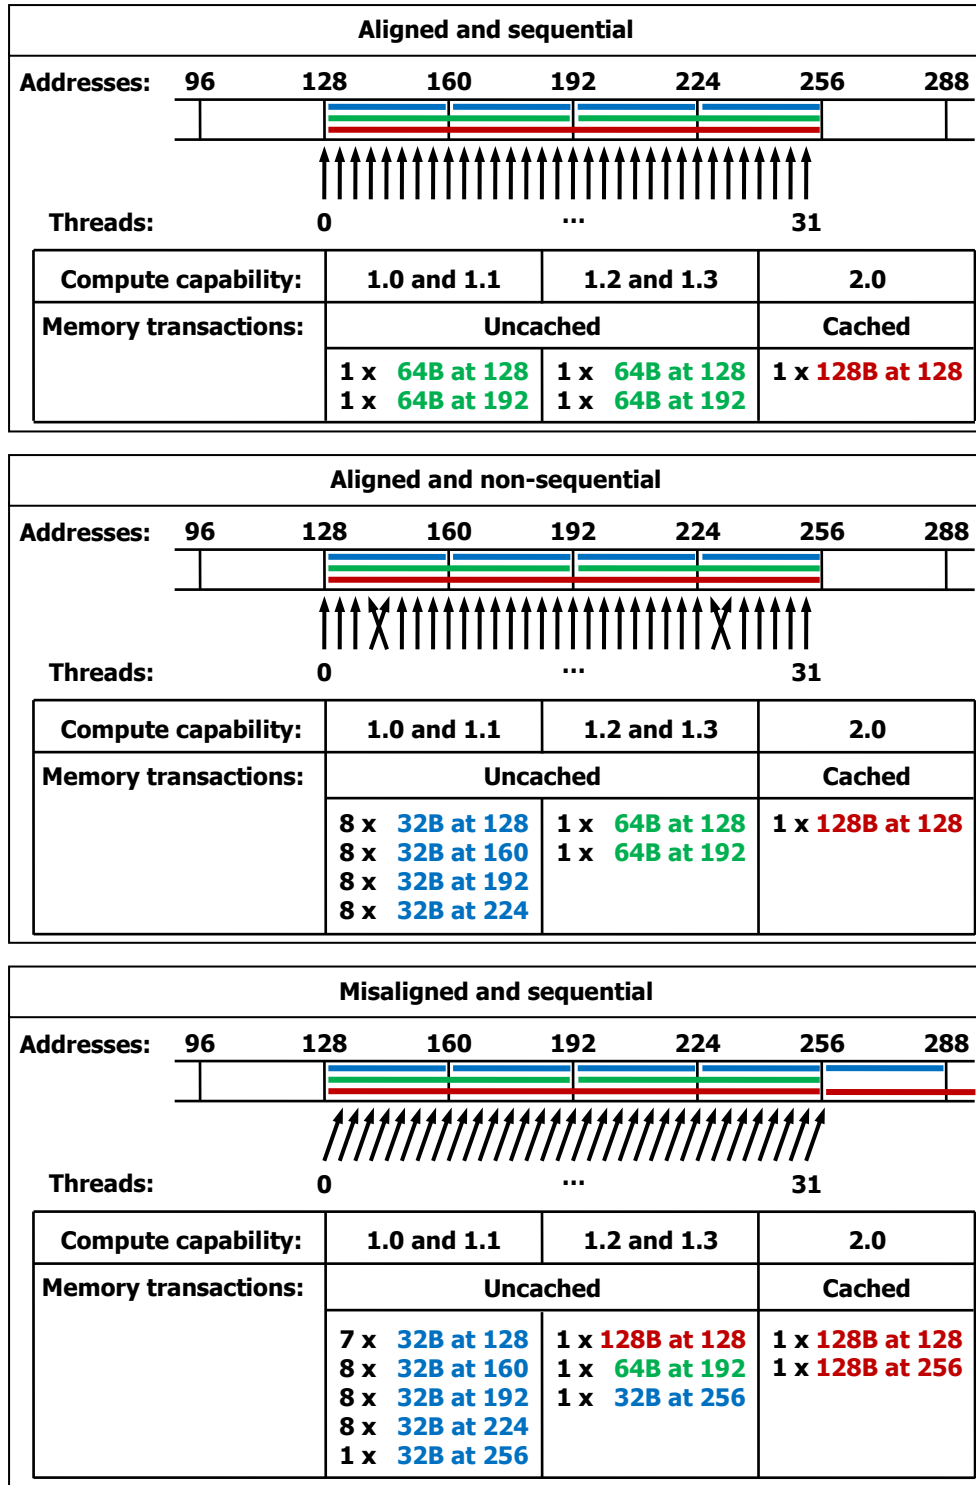 Aligned and sequential
Addresses: 96 128 160 192 224 256 288
Threads: 0 ... 31
Compute capability: 1.0 and 1.1 1.2 and 1.3 2.0
Memory transactions: Uncached Cached
1 x 64B at 128 1 x 64B at 128 1 x 128B at 128
1 x 64B at 192 1 x 64B at 192
Aligned and non-sequential
Addresses: 96 128 160 192 224 256 288
Threads: 0 ... 31
Compute capability: 1.0 and 1.1 1.2 and 1.3 2.0
Memory transactions: Uncached Cached
8 x 32B at 128 1 x 64B at 128 1 x 128B at 128
8 x 32B at 160 1 x 64B at 192
8 x 32B at 192
8 x 32B at 224
Misaligned and sequential
Addresses: 96 128 160 192 224 256 288
Threads: 0 ... 31
Compute capability: 1.0 and 1.1 1.2 and 1.3 2.0
Memory transactions: Uncached Cached
7 x 32B at 128 1 x 128B at 128 1 x 128B at 128
8 x 32B at 160 1 x 64B at 192 1 x 128B at 256
8 x 32B at 192 1 x 32B at 256
8 x 32B at 224
1 x 32B at 256